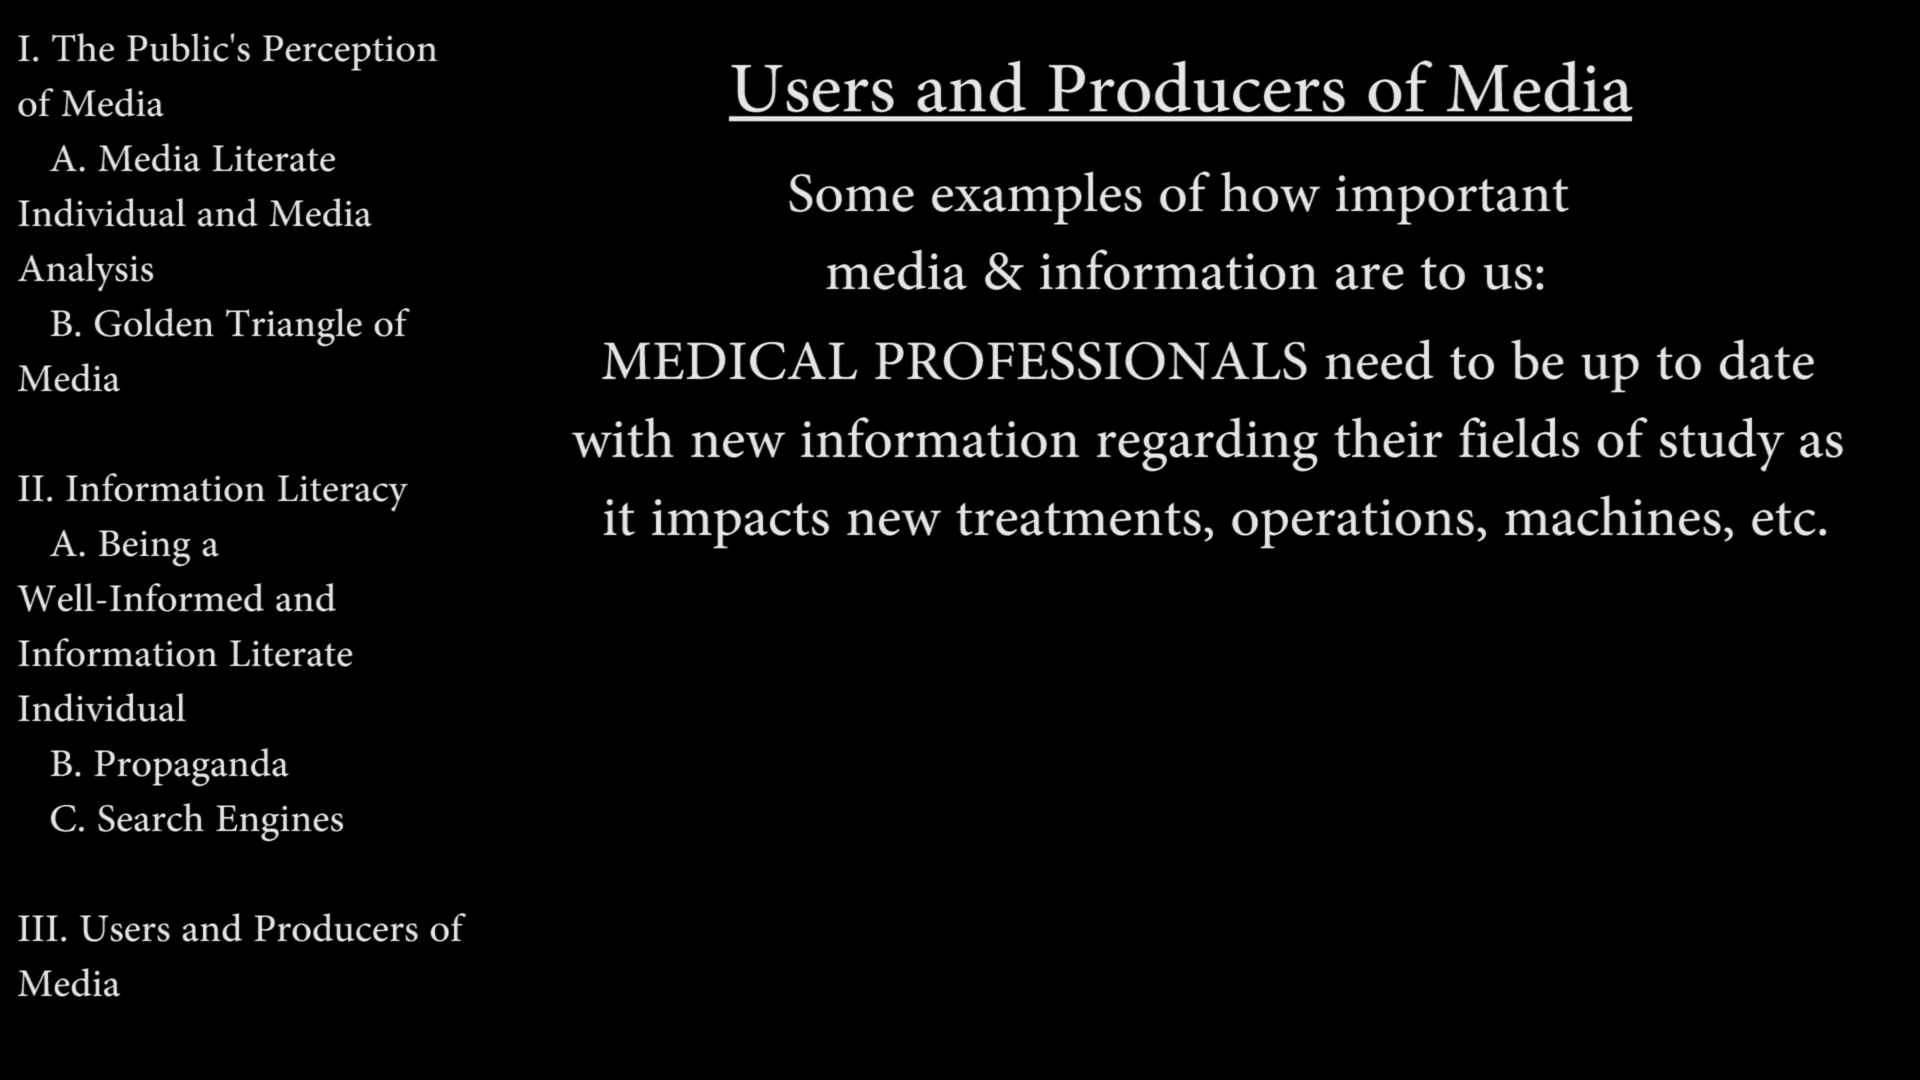 I. The Public's Perception
of Media
A. Media Literate
Individual and Media
Analysis
B. Golden Triangle of
Media
II. Information Literacy
A. Being a
Well-Informed and
Information Literate
Individual
B. Propaganda
C. Search Engines
III. Users and Producers of
Media
Users and Producers of Media
Some examples of how important
media & information are to us:
MEDICAL PROFESSIONALS need to be up to date
with new information regarding their fields of study as
it impacts new treatments, operations, machines, etc.